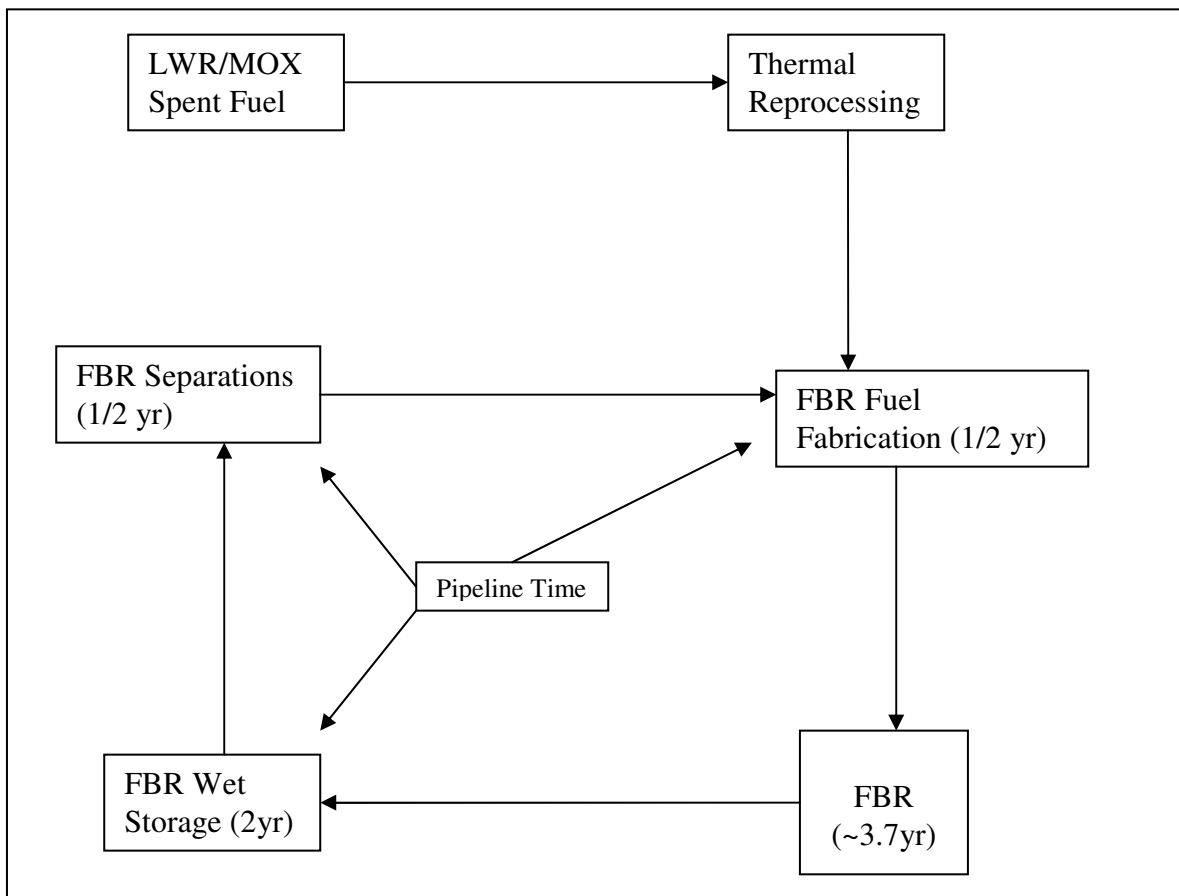 LWR/MOX
Spent Fuel
Thermal
Reprocessing
FBR Separations
(1/2 yr)
FBR Fuel
Fabrication (1/2 yr)
Pipeline Time
FBR Wet
Storage (2yr)
FBR
(~3.7yr)